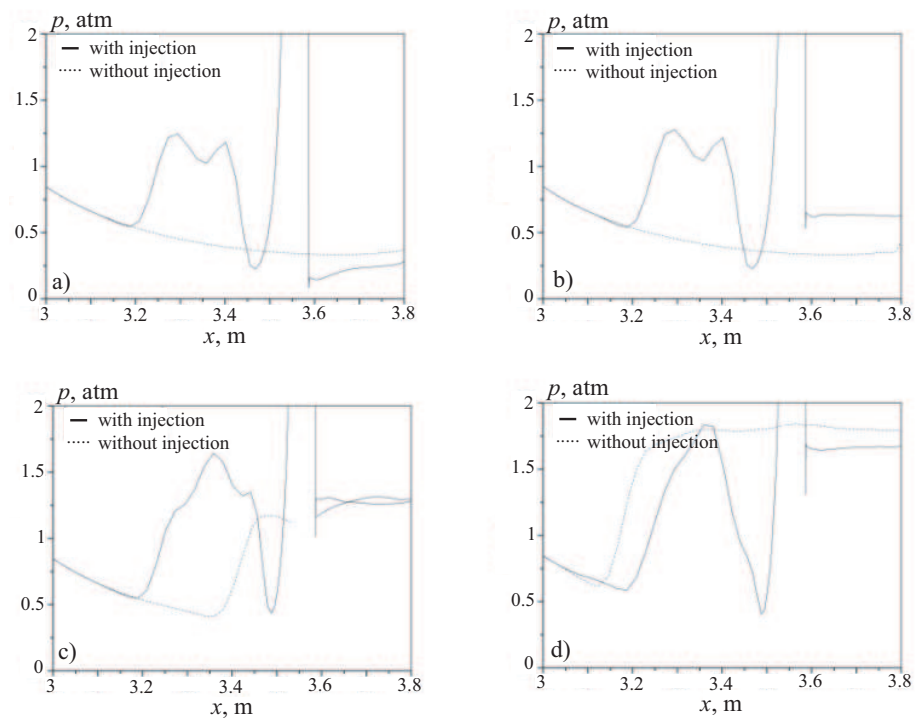 p, atm
2
with injection
without injection
1.5
1
0.5
a)
0
3
3.2
3.4
3.6
3.8
x, m
p, atm
2
with injection
without injection
1.5
1
0.5
b)
0
3
3.2
3.4
3.6
3.8
x, m
p, atm
2
with injection
without injection
1.5
1
0.5
c)
0
3
3.2
3.4
3.6
3.8
x, m
p, atm
2
with injection
without injection
1.5
1
0.5
d)
0
3
3.2
3.4
3.6
3.8
x, m